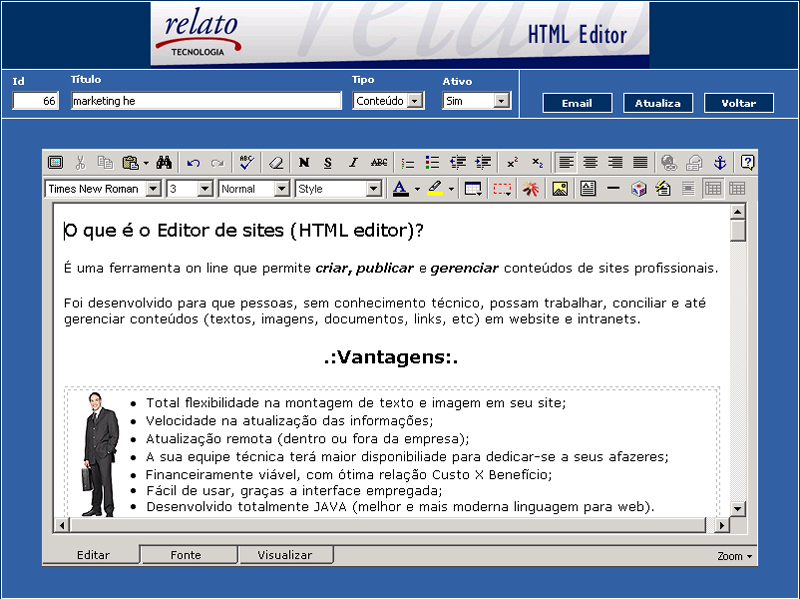 relato
TECNOLOGIA
relato
HTML Editor
Id Título Tipo Ativo
66 marketing he Conteúdo Sim Email Atualiza Voltar
ABC N S I ABC x² x₂ ?
Times New Roman 3 Normal Style A
O que é o Editor de sites (HTML editor)?
É uma ferramenta on line que permite criar, publicar e gerenciar conteúdos de sites profissionais.
Foi desenvolvido para que pessoas, sem conhecimento técnico, possam trabalhar, conciliar e até
gerenciar conteúdos (textos, imagens, documentos, links, etc) em website e intranets.
.:Vantagens:.
• Total flexibilidade na montagem de texto e imagem em seu site;
• Velocidade na atualização das informações;
• Atualização remota (dentro ou fora da empresa);
• A sua equipe técnica terá maior disponibiliade para dedicar-se a seus afazeres;
• Financeiramente viável, com ótima relação Custo X Benefício;
• Fácil de usar, graças a interface empregada;
• Desenvolvido totalmente JAVA (melhor e mais moderna linguagem para web).
Editar Fonte Visualizar Zoom